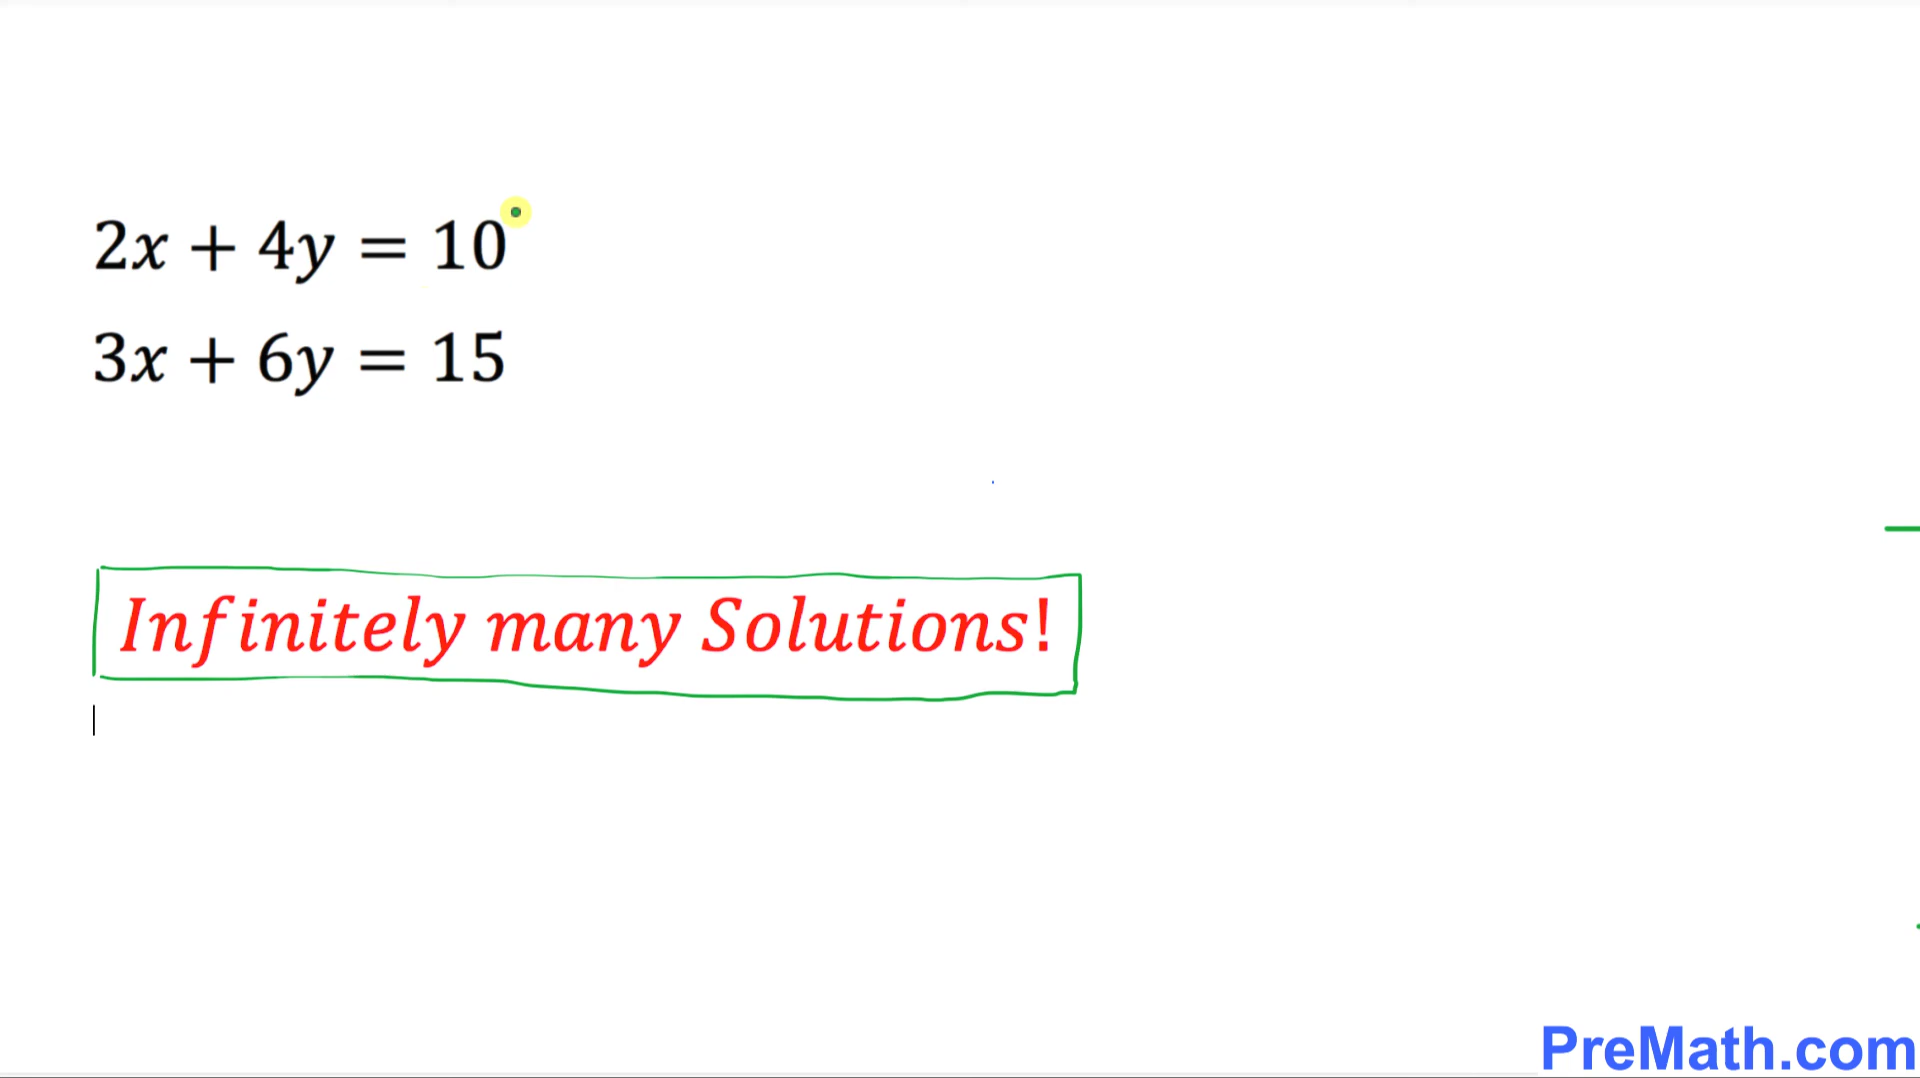 2x + 4y = 10
3x + 6y = 15
Infinitely many Solutions!
PreMath.com